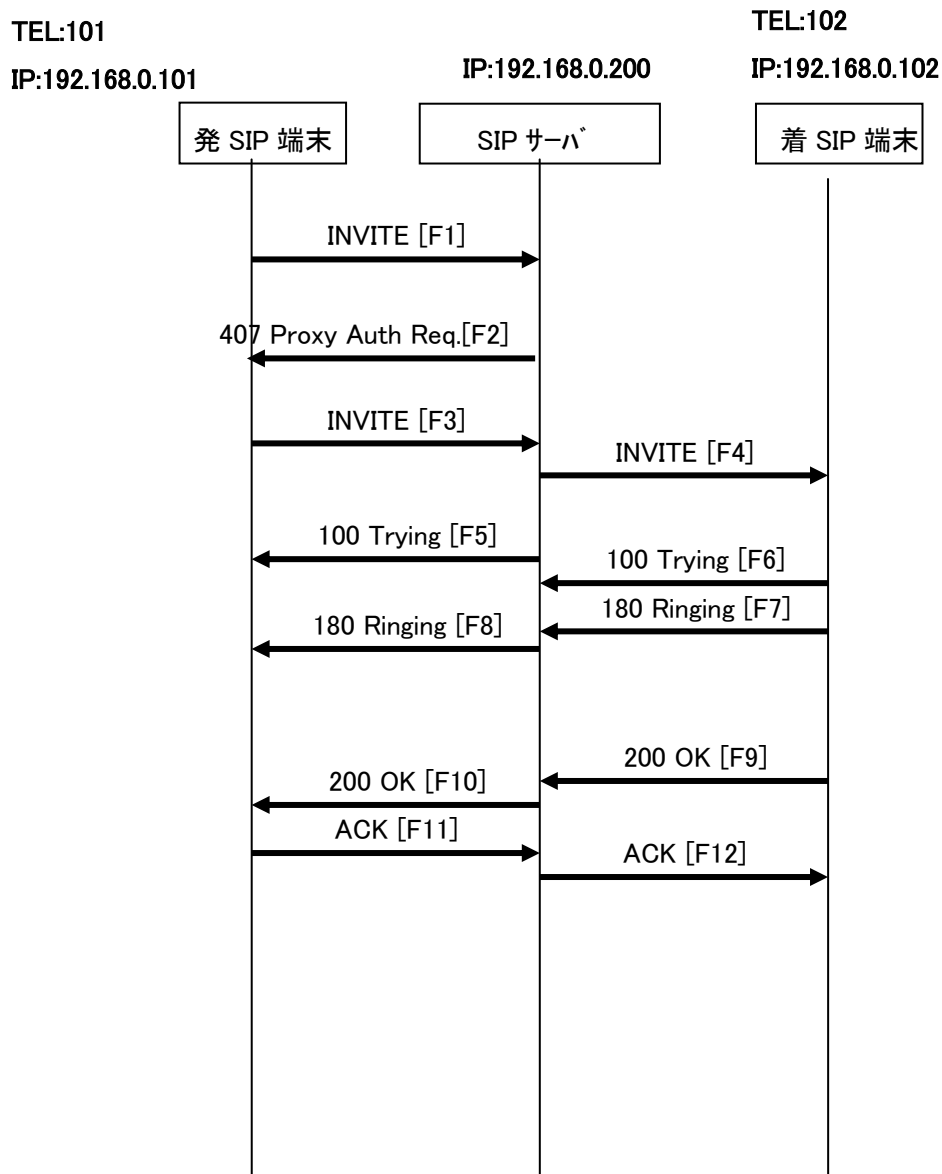 TEL:101
IP:192.168.0.101
IP:192.168.0.200
TEL:102
IP:192.168.0.102
発 SIP 端末
SIP ｻｰﾊﾞ
着 SIP 端末
INVITE [F1]
407 Proxy Auth Req.[F2]
INVITE [F3]
INVITE [F4]
100 Trying [F5]
100 Trying [F6]
180 Ringing [F7]
180 Ringing [F8]
200 OK [F9]
200 OK [F10]
ACK [F11]
ACK [F12]